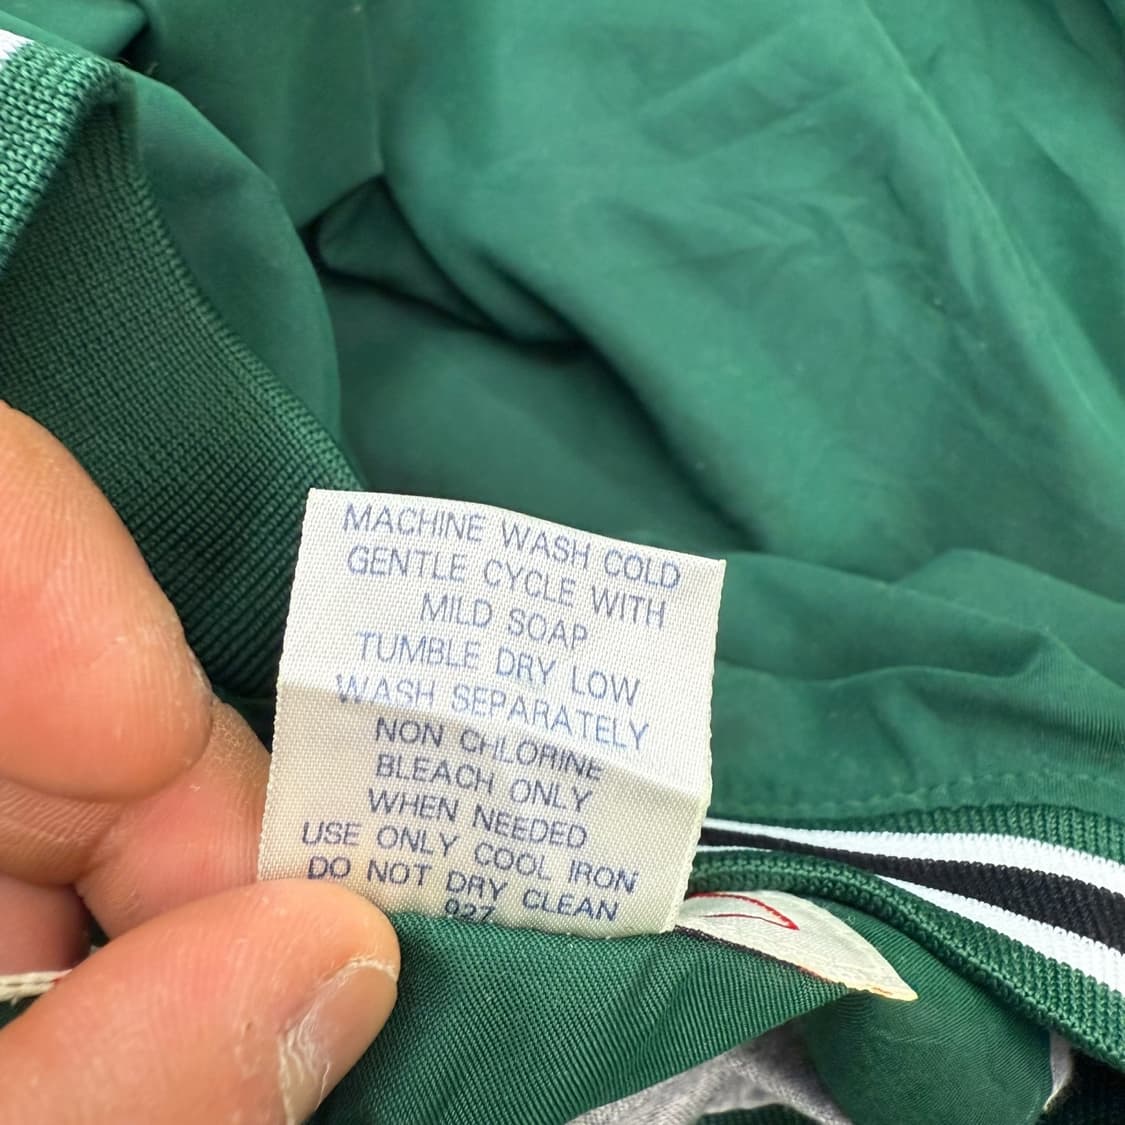 MACHINE WASH COLD
GENTLE CYCLE WITH
MILD SOAP
TUMBLE DRY LOW
WASH SEPARATELY
NON CHLORINE
BLEACH ONLY
WHEN NEEDED
USE ONLY COOL IRON
DO NOT DRY CLEAN
927